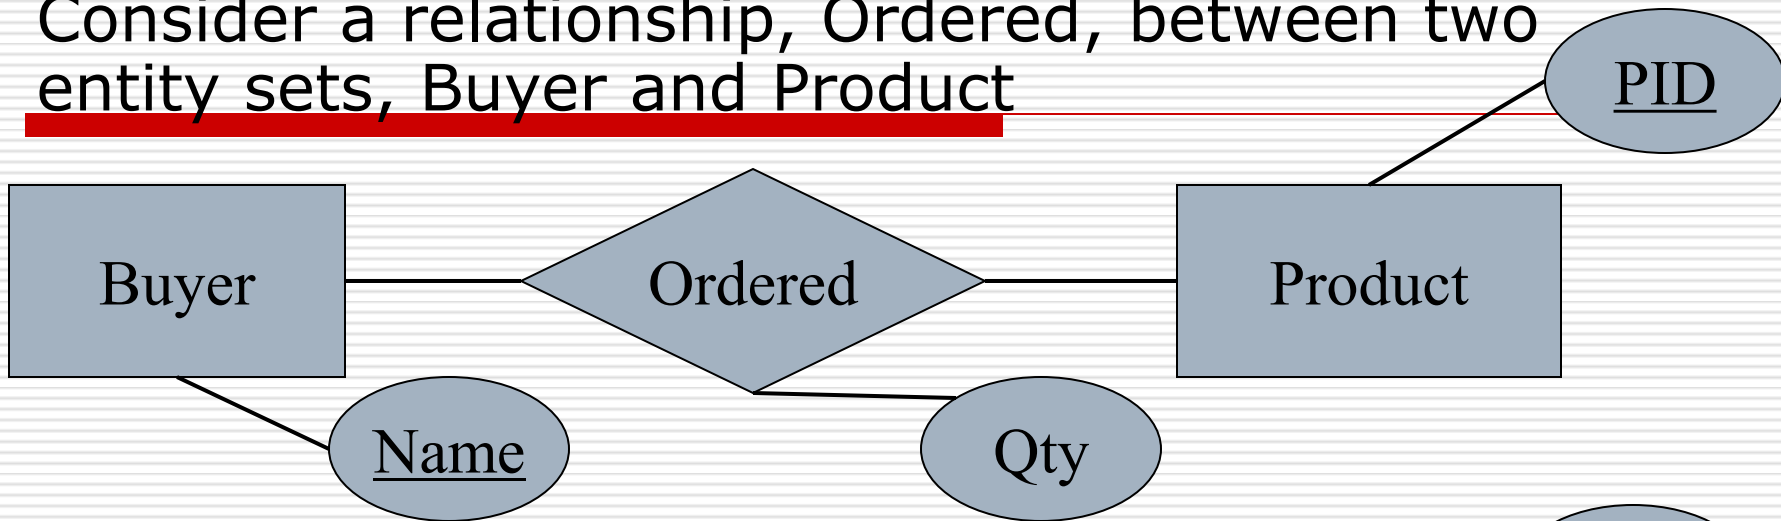 Consider a relationship, Ordered, between two
entity sets, Buyer and Product
PID
Buyer
Ordered
Product
Name
Qty